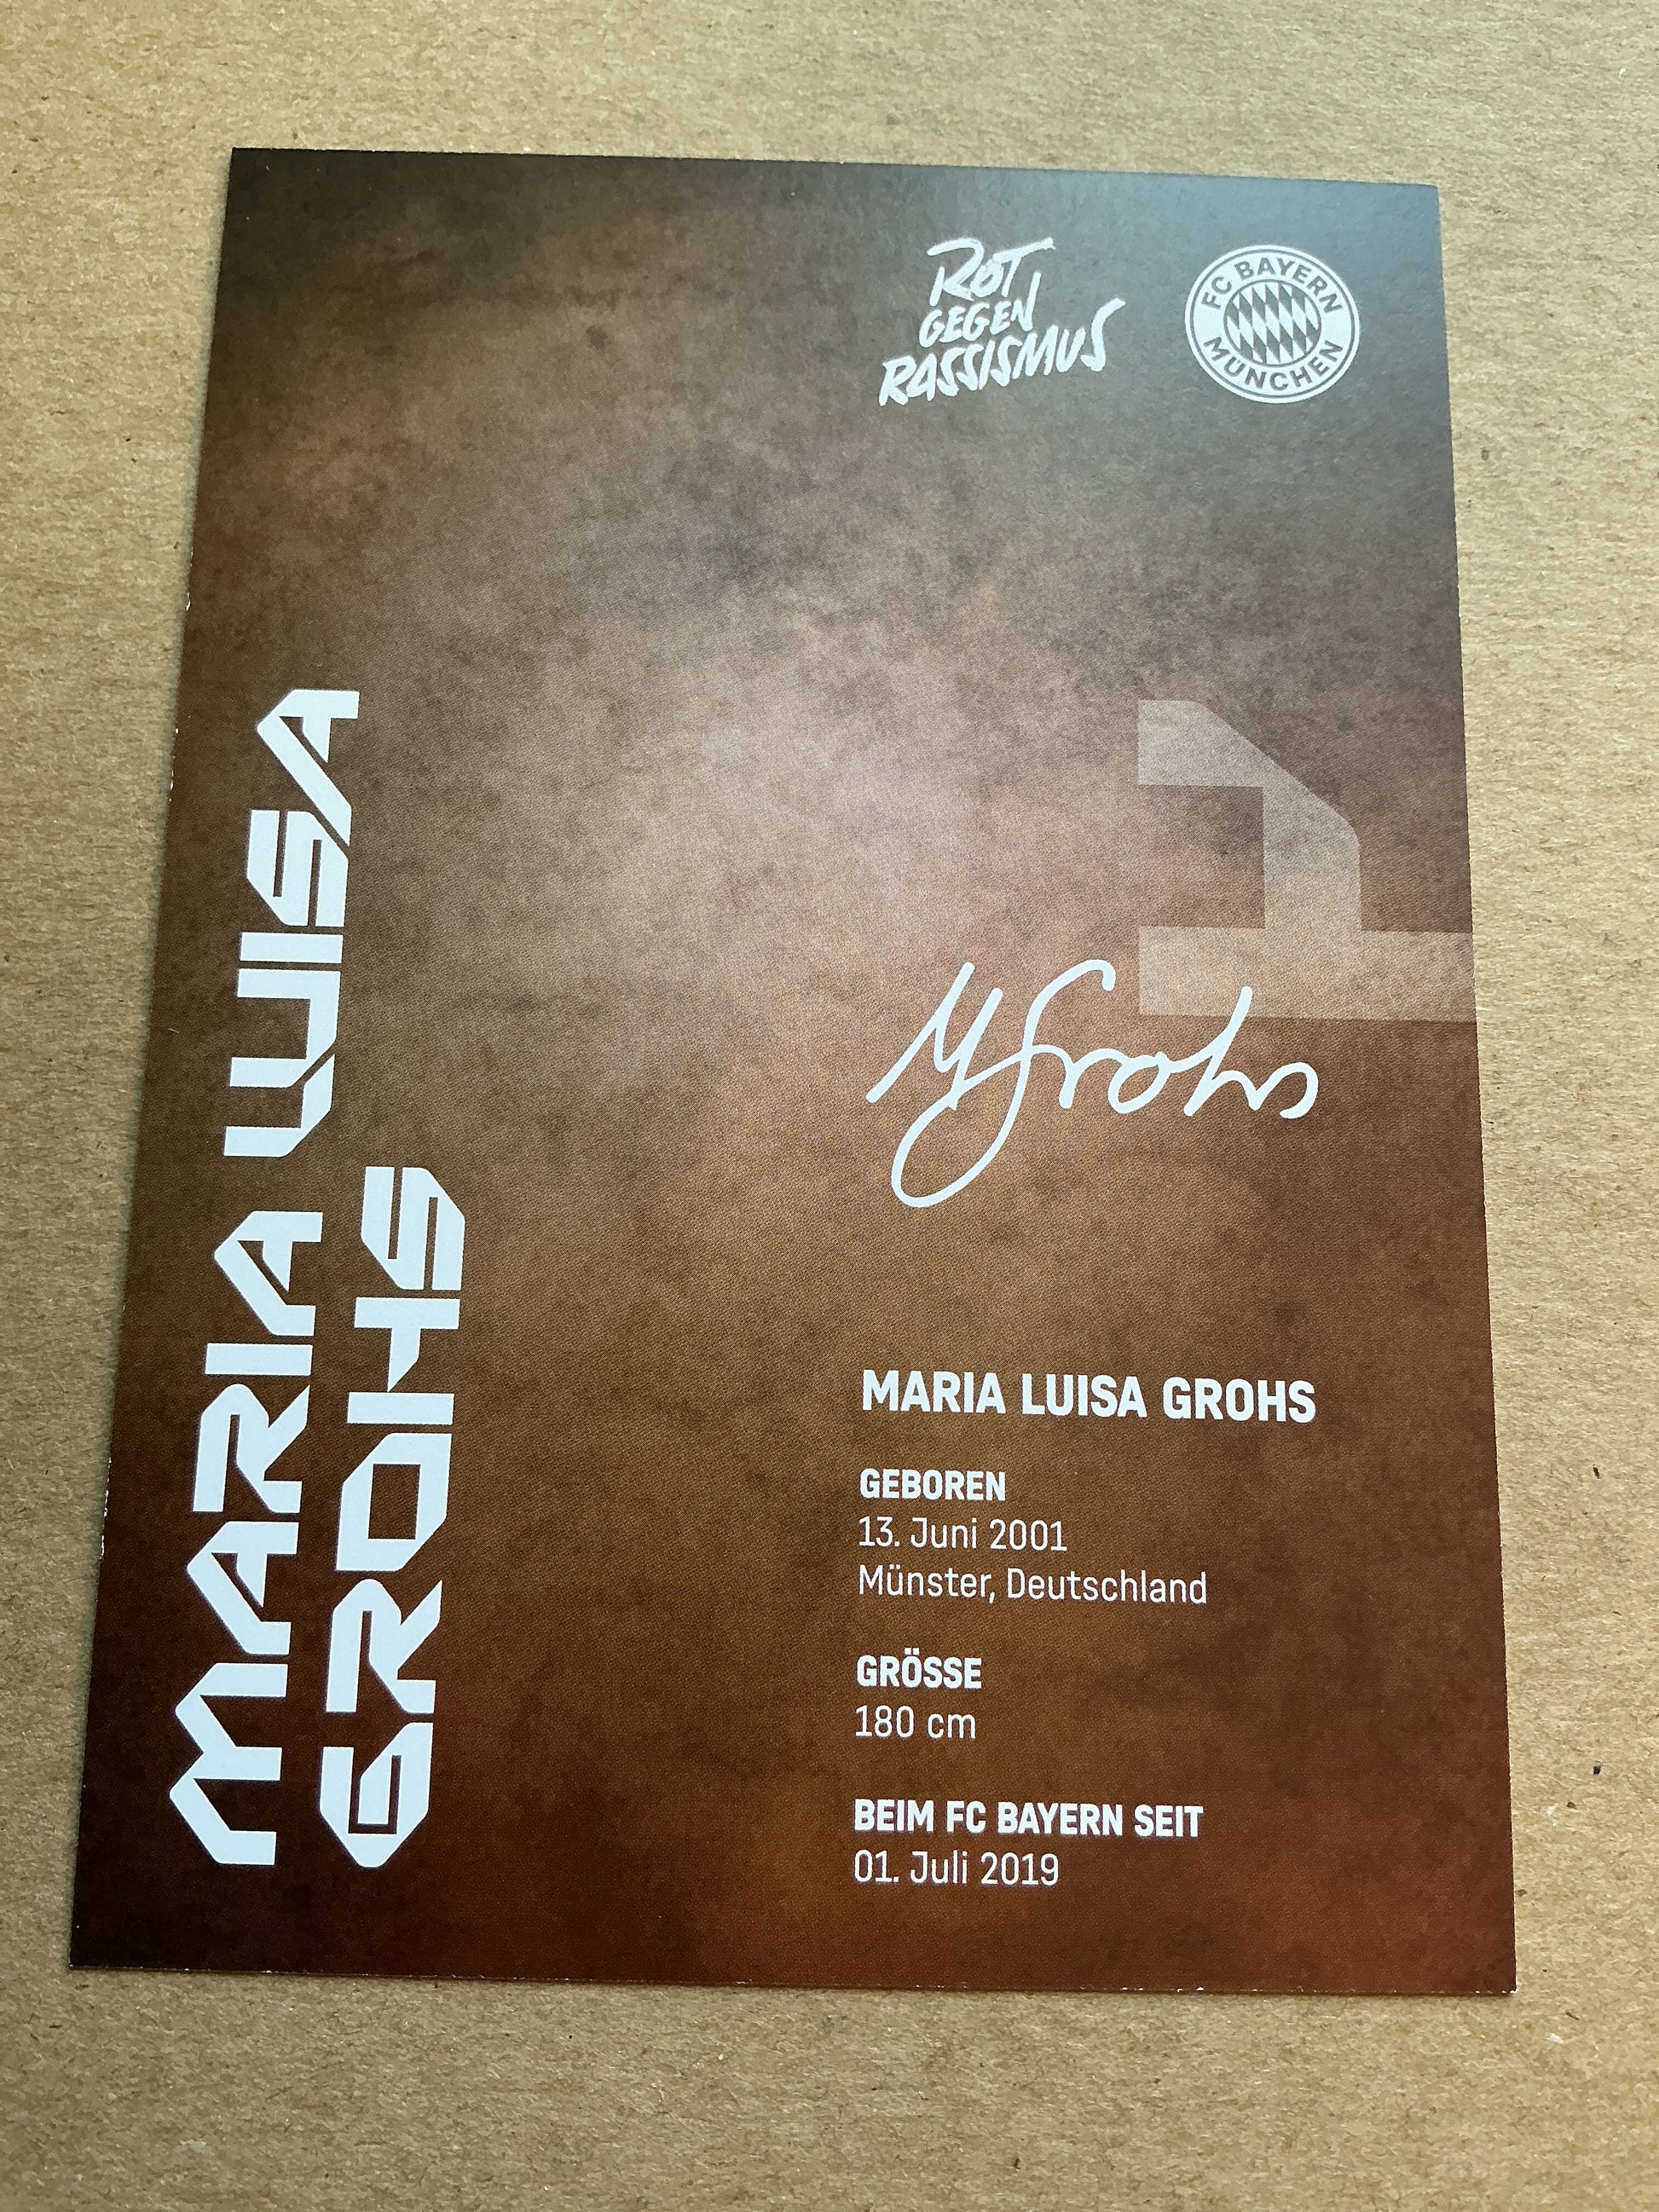 ROT
GEGEN
RASSISMUS
FC BAYERN
MÜNCHEN
1
MGrohs
MARIA LUISA
GROHS
MARIA LUISA GROHS
GEBOREN
13. Juni 2001
Münster, Deutschland
GRÖSSE
180 cm
BEIM FC BAYERN SEIT
01. Juli 2019